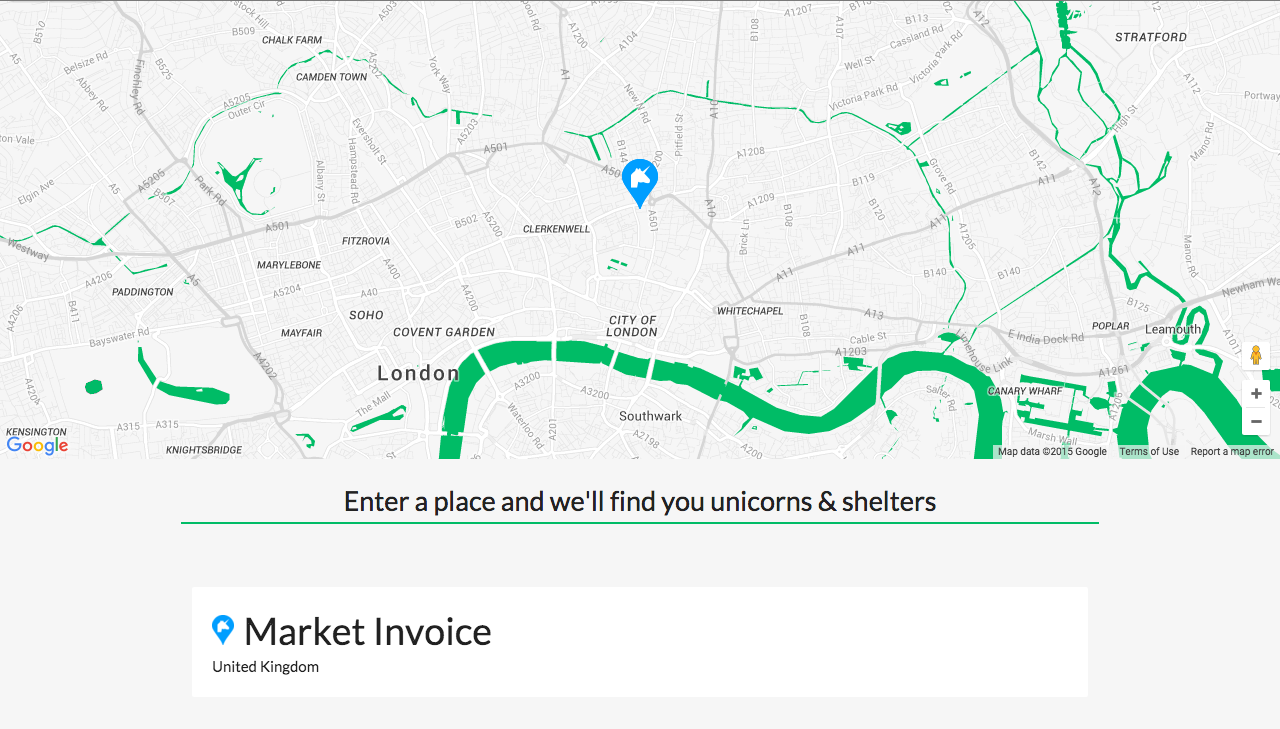 Stock Hill
B510
B509
CHALK FARM
A5202
Pool Rd
A1200
A104
A1207
B113
A12
Cassland Rd
STRATFORD
A5
Belsize Rd
Finchley Rd
B525
CAMDEN TOWN
York Way
A1
B108
A107
Well St
Victoria Park Rd
A112
Abbey Rd
A5205
Outer Cir
New N Rd
A10
Victoria Park Rd
Portway
High St
Eversholt St
A5203
Pitfield St
Manor Rd
A501
B144
A1200
A1208
B142
Hampstead Rd
Albany St
Elgin Ave
A5
A5205
B507
Park Rd
A501
B119
Grove Rd
A11
A12
A1209
B108
B120
A10
A501
B502
A5200
CLERKENWELL
A11
A501
Brick Ln
A1205
Westway
FITZROVIA
A11
Manor Rd
MARYLEBONE
A400
A11
B140
B140
A4206
PADDINGTON
A5
A5204
A40
A4200
Newham Way
B411
A4206
SOHO
WHITECHAPEL
A13
B125
Bayswater Rd
MAYFAIR
COVENT GARDEN
CITY OF
LONDON
B108
Cable St
A1203
E India Dock Rd
POPLAR
Leamouth
A1011
Limehouse Link
A4202
London
A3200
A3200
A1261
A4204
The Mall
Southwark
Salter Rd
CANARY WHARF
A1206
KENSINGTON
A315
A315
KNIGHTSBRIDGE
Waterloo Rd
A201
A2198
Marsh Wall
Google
Map data ©2015 Google
Terms of Use
Report a map error
Enter a place and we'll find you unicorns & shelters
Market Invoice
United Kingdom